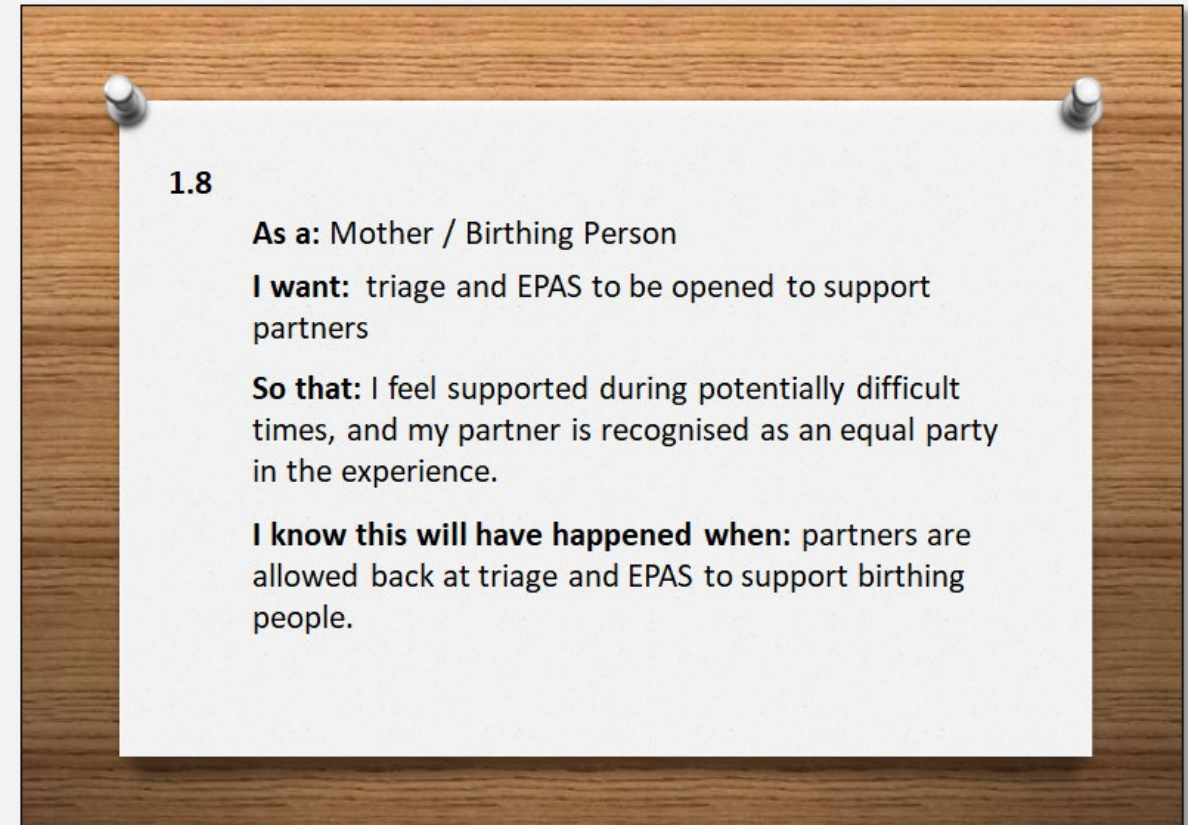 1.8
As a: Mother / Birthing Person
I want: triage and EPAS to be opened to support
partners
So that: I feel supported during potentially difficult
times, and my partner is recognised as an equal party
in the experience.
I know this will have happened when: partners are
allowed back at triage and EPAS to support birthing
people.